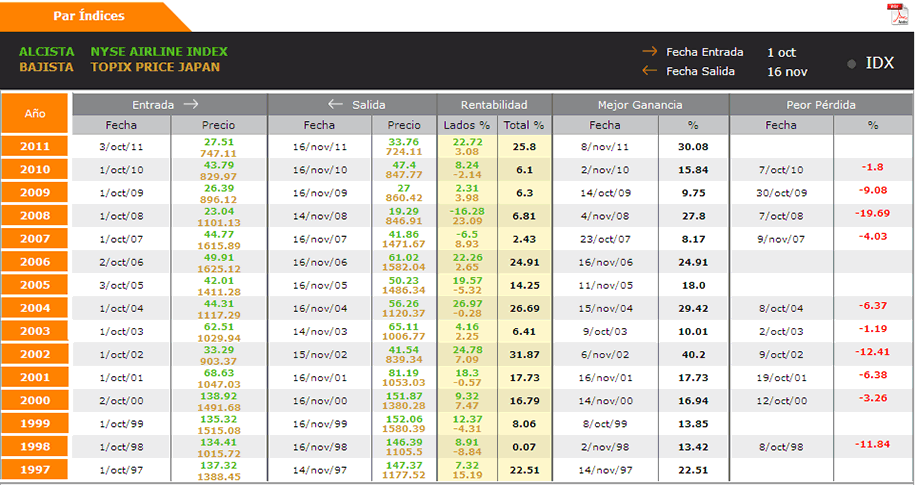 Par Índices
PDF
ALCISTA NYSE AIRLINE INDEX
BAJISTA TOPIX PRICE JAPAN
→ Fecha Entrada 1 oct
← Fecha Salida 16 nov
IDX
Año Entrada → ← Salida Rentabilidad Mejor Ganancia Peor Pérdida
Fecha Precio Fecha Precio Lados % Total % Fecha % Fecha %
2011 3/oct/11 27.51 747.11 16/nov/11 33.76 724.11 22.72 3.08 25.8 8/nov/11 30.08
2010 1/oct/10 43.79 829.97 16/nov/10 47.4 847.77 8.24 -2.14 6.1 2/nov/10 15.84 7/oct/10 -1.8
2009 1/oct/09 26.39 896.12 16/nov/09 27 860.42 2.31 3.98 6.3 14/oct/09 9.75 30/oct/09 -9.08
2008 1/oct/08 23.04 1101.13 14/nov/08 19.29 846.91 -16.28 23.09 6.81 4/nov/08 27.8 7/oct/08 -19.69
2007 1/oct/07 44.77 1615.89 16/nov/07 41.86 1471.67 -6.5 8.93 2.43 23/oct/07 8.17 9/nov/07 -4.03
2006 2/oct/06 49.91 1625.12 16/nov/06 61.02 1582.04 22.26 2.65 24.91 16/nov/06 24.91
2005 3/oct/05 42.01 1411.28 16/nov/05 50.23 1486.34 19.57 -5.32 14.25 11/nov/05 18.0
2004 1/oct/04 44.31 1117.29 16/nov/04 56.26 1120.37 26.97 -0.28 26.69 15/nov/04 29.42 8/oct/04 -6.37
2003 1/oct/03 62.51 1029.94 14/nov/03 65.11 1006.77 4.16 2.25 6.41 9/oct/03 10.01 2/oct/03 -1.19
2002 1/oct/02 33.29 903.37 15/nov/02 41.54 839.34 24.78 7.09 31.87 6/nov/02 40.2 9/oct/02 -12.41
2001 1/oct/01 68.63 1047.03 16/nov/01 81.19 1053.03 18.3 -0.57 17.73 16/nov/01 17.73 19/oct/01 -6.38
2000 2/oct/00 138.92 1491.68 16/nov/00 151.87 1380.28 9.32 7.47 16.79 14/nov/00 16.94 12/oct/00 -3.26
1999 1/oct/99 135.32 1515.08 16/nov/99 152.06 1580.39 12.37 -4.31 8.06 8/oct/99 13.85
1998 1/oct/98 134.41 1015.72 16/nov/98 146.39 1105.5 8.91 -8.84 0.07 2/nov/98 13.42 8/oct/98 -11.84
1997 1/oct/97 137.32 1388.45 14/nov/97 147.37 1177.52 7.32 15.19 22.51 14/nov/97 22.51